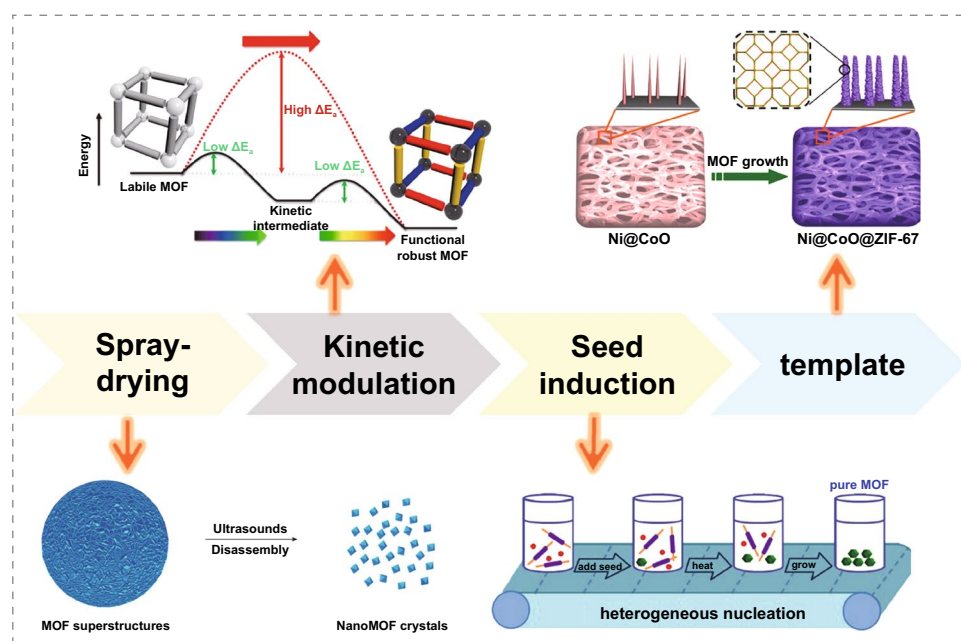 High ΔEa
Low ΔEa
Low ΔEa
Energy
Labile MOF
Kinetic
intermediate
Functional
robust MOF
MOF growth
Ni@CoO
Ni@CoO@ZIF-67
Spray-
drying
Kinetic
modulation
Seed
induction
template
Ultrasounds
Disassembly
MOF superstructures
NanoMOF crystals
pure MOF
add seed
heat
grow
heterogeneous nucleation